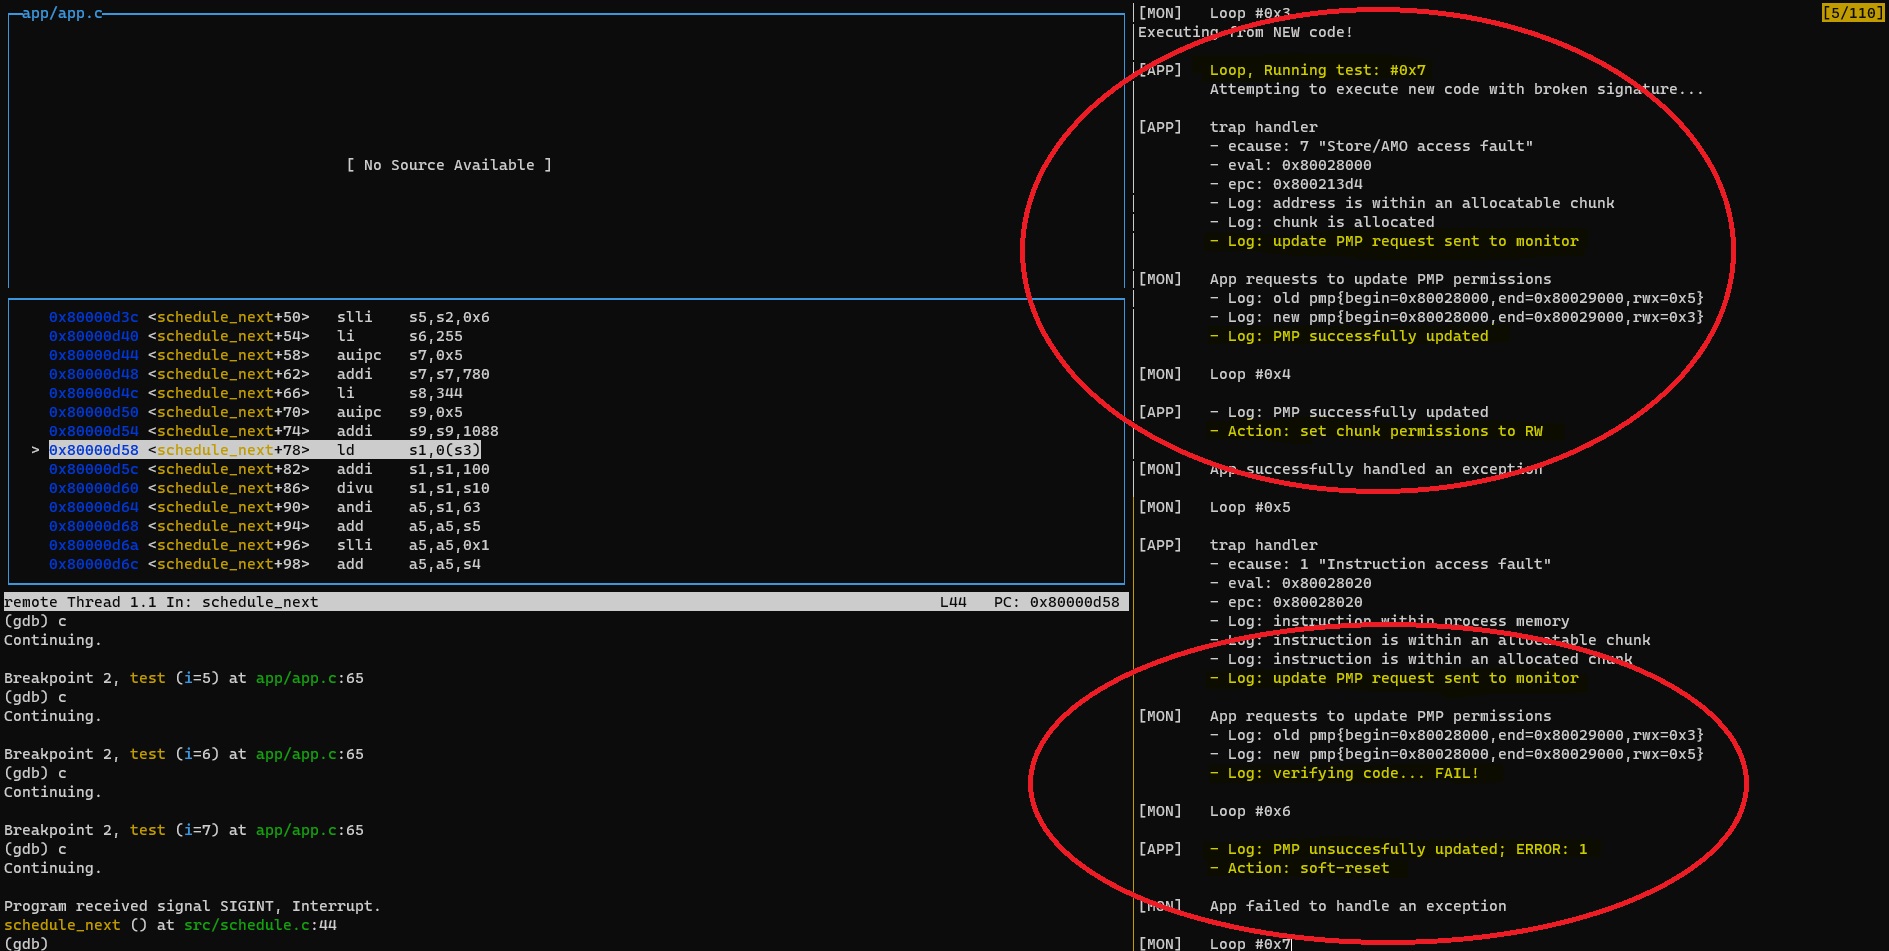 app/app.c
[ No Source Available ]
0x80000d3c <schedule_next+50> slli s5,s2,0x6
0x80000d40 <schedule_next+54> li s6,255
0x80000d44 <schedule_next+58> auipc s7,0x5
0x80000d48 <schedule_next+62> addi s7,s7,780
0x80000d4c <schedule_next+66> li s8,344
0x80000d50 <schedule_next+70> auipc s9,0x5
0x80000d54 <schedule_next+74> addi s9,s9,1088
> 0x80000d58 <schedule_next+78> ld s1,0(s3)
0x80000d5c <schedule_next+82> addi s1,s1,100
0x80000d60 <schedule_next+86> divu s1,s1,s10
0x80000d64 <schedule_next+90> andi a5,s1,63
0x80000d68 <schedule_next+94> add a5,a5,s5
0x80000d6a <schedule_next+96> slli a5,a5,0x1
0x80000d6c <schedule_next+98> add a5,a5,s4
remote Thread 1.1 In: schedule_next L44 PC: 0x80000d58
(gdb) c
Continuing.
Breakpoint 2, test (i=5) at app/app.c:65
(gdb) c
Continuing.
Breakpoint 2, test (i=6) at app/app.c:65
(gdb) c
Continuing.
Breakpoint 2, test (i=7) at app/app.c:65
(gdb) c
Continuing.
Program received signal SIGINT, Interrupt.
schedule_next () at src/schedule.c:44
(gdb)
[MON] Loop #0x3
[5/110]
Executing from NEW code!
[APP] Loop, Running test: #0x7
Attempting to execute new code with broken signature...
[APP] trap handler
- ecause: 7 "Store/AMO access fault"
- eval: 0x80028000
- epc: 0x800213d4
- Log: address is within an allocatable chunk
- Log: chunk is allocated
- Log: update PMP request sent to monitor
[MON] App requests to update PMP permissions
- Log: old pmp{begin=0x80028000,end=0x80029000,rwx=0x5}
- Log: new pmp{begin=0x80028000,end=0x80029000,rwx=0x3}
- Log: PMP successfully updated
[MON] Loop #0x4
[APP] - Log: PMP successfully updated
- Action: set chunk permissions to RW
[MON] App successfully handled an exception
[MON] Loop #0x5
[APP] trap handler
- ecause: 1 "Instruction access fault"
- eval: 0x80028020
- epc: 0x80028020
- Log: instruction within process memory
- Log: instruction is within an allocatable chunk
- Log: instruction is within an allocated chunk
- Log: update PMP request sent to monitor
[MON] App requests to update PMP permissions
- Log: old pmp{begin=0x80028000,end=0x80029000,rwx=0x3}
- Log: new pmp{begin=0x80028000,end=0x80029000,rwx=0x5}
- Log: verifying code... FAIL!
[MON] Loop #0x6
[APP] - Log: PMP unsuccesfully updated; ERROR: 1
- Action: soft-reset
[MON] App failed to handle an exception
[MON] Loop #0x7